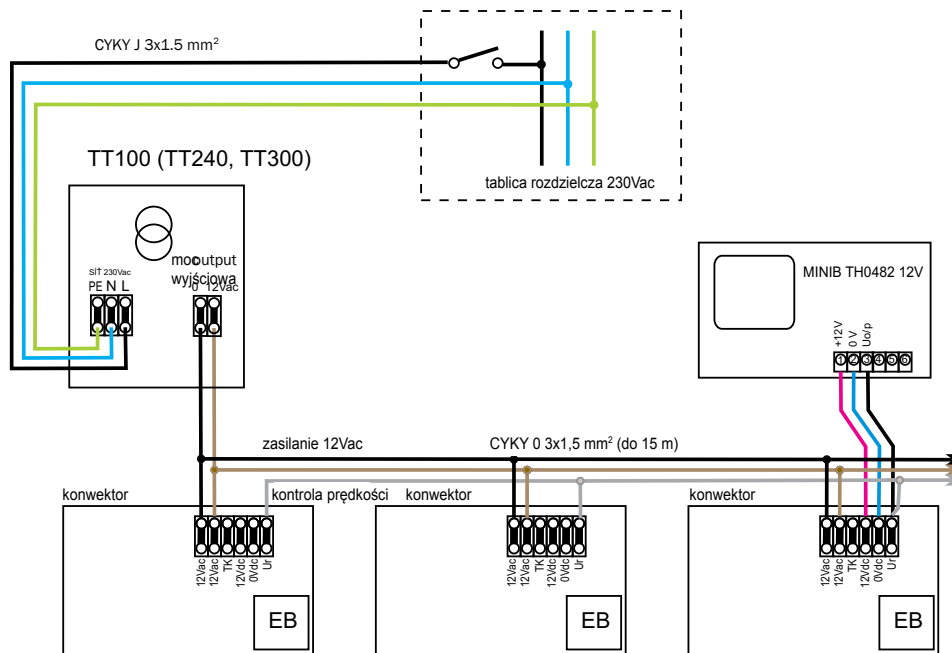 CYKY J 3x1.5 mm²
tablica rozdzielcza 230Vac
TT100 (TT240, TT300)
moc output
wyjściowa
SIŤ 230Vac
PE N L
0 12Vac
MINIB TH0482 12V
+12V
0 V
Uo/p
1 2 3 4 5 6
zasilanie 12Vac
CYKY 0 3x1,5 mm² (do 15 m)
konwektor
kontrola prędkości
konwektor
konwektor
12Vac
12Vac
TK
12Vdc
0Vdc
Ur
EB
12Vac
12Vac
TK
12Vdc
0Vdc
Ur
EB
12Vac
12Vac
TK
12Vdc
0Vdc
Ur
EB